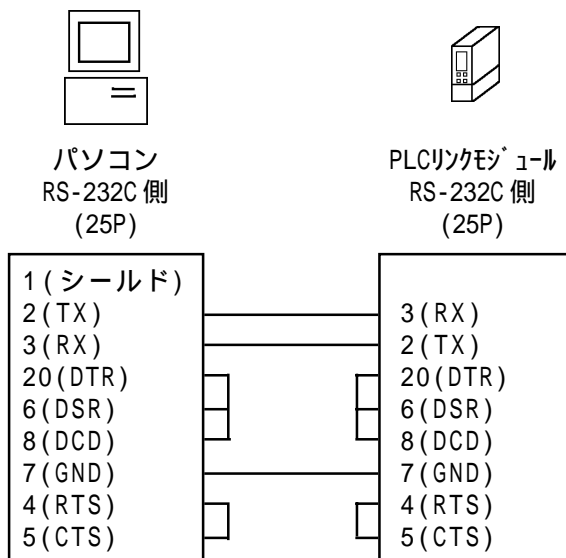 パソコン
RS-232C 側
(25P)
PLCリンクモジュール
RS-232C 側
(25P)
1(シールド)
2(TX)
3(RX)
20(DTR)
6(DSR)
8(DCD)
7(GND)
4(RTS)
5(CTS)
3(RX)
2(TX)
20(DTR)
6(DSR)
8(DCD)
7(GND)
4(RTS)
5(CTS)